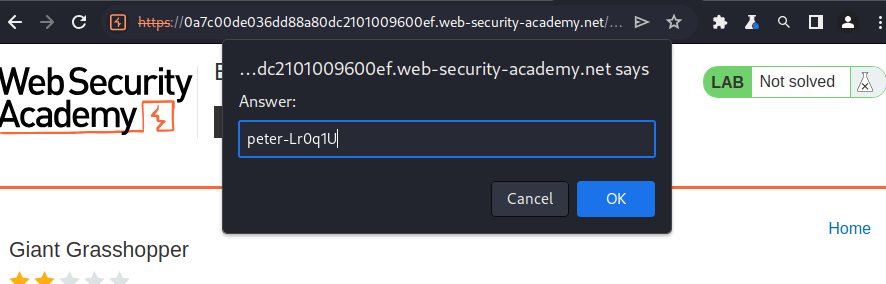 https://0a7c00de036dd88a80dc2101009600ef.web-security-academy.net/...
...dc2101009600ef.web-security-academy.net says
Web Security
Academy
LAB Not solved
Answer:
peter-Lr0q1U
Cancel OK
Home
Giant Grasshopper